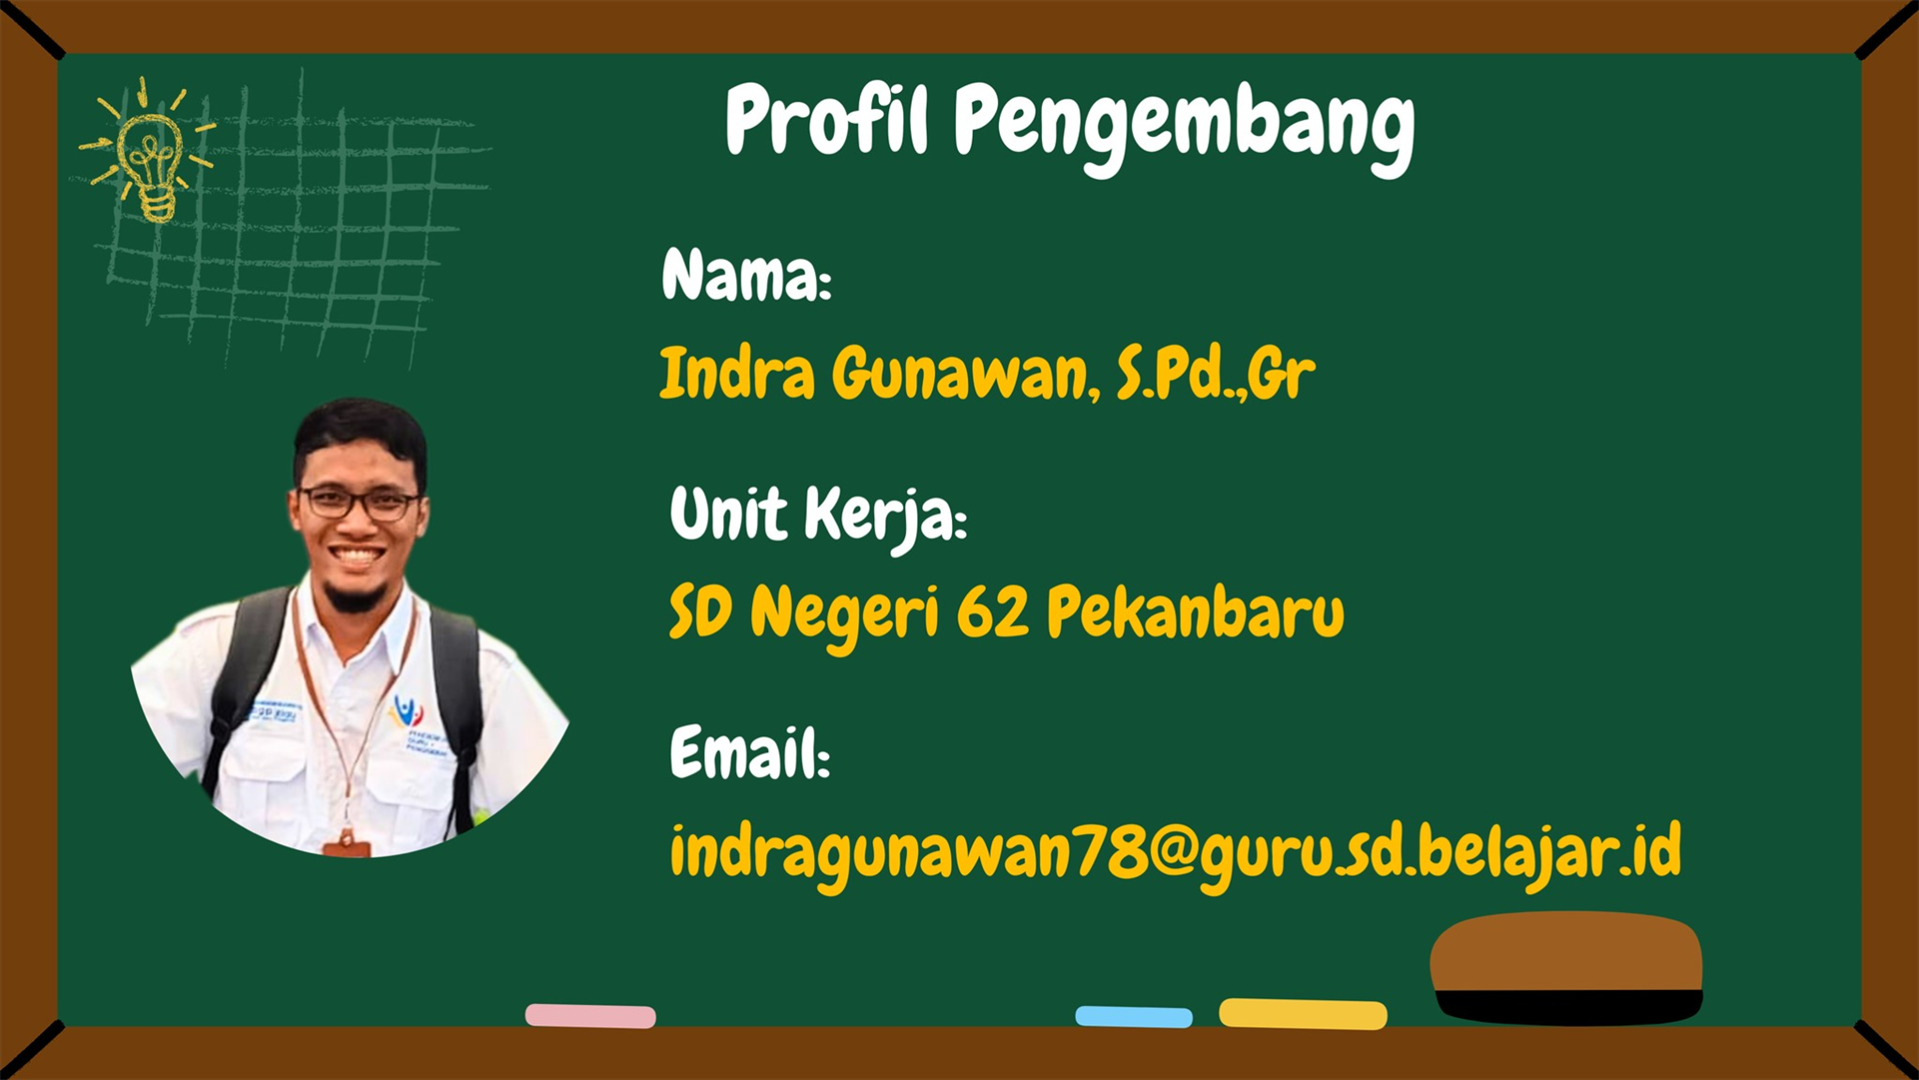 Profil Pengembang
Nama:
Indra Gunawan, S.Pd.,Gr
Unit Kerja:
SD Negeri 62 Pekanbaru
Email:
indragunawan78@guru.sd.belajar.id